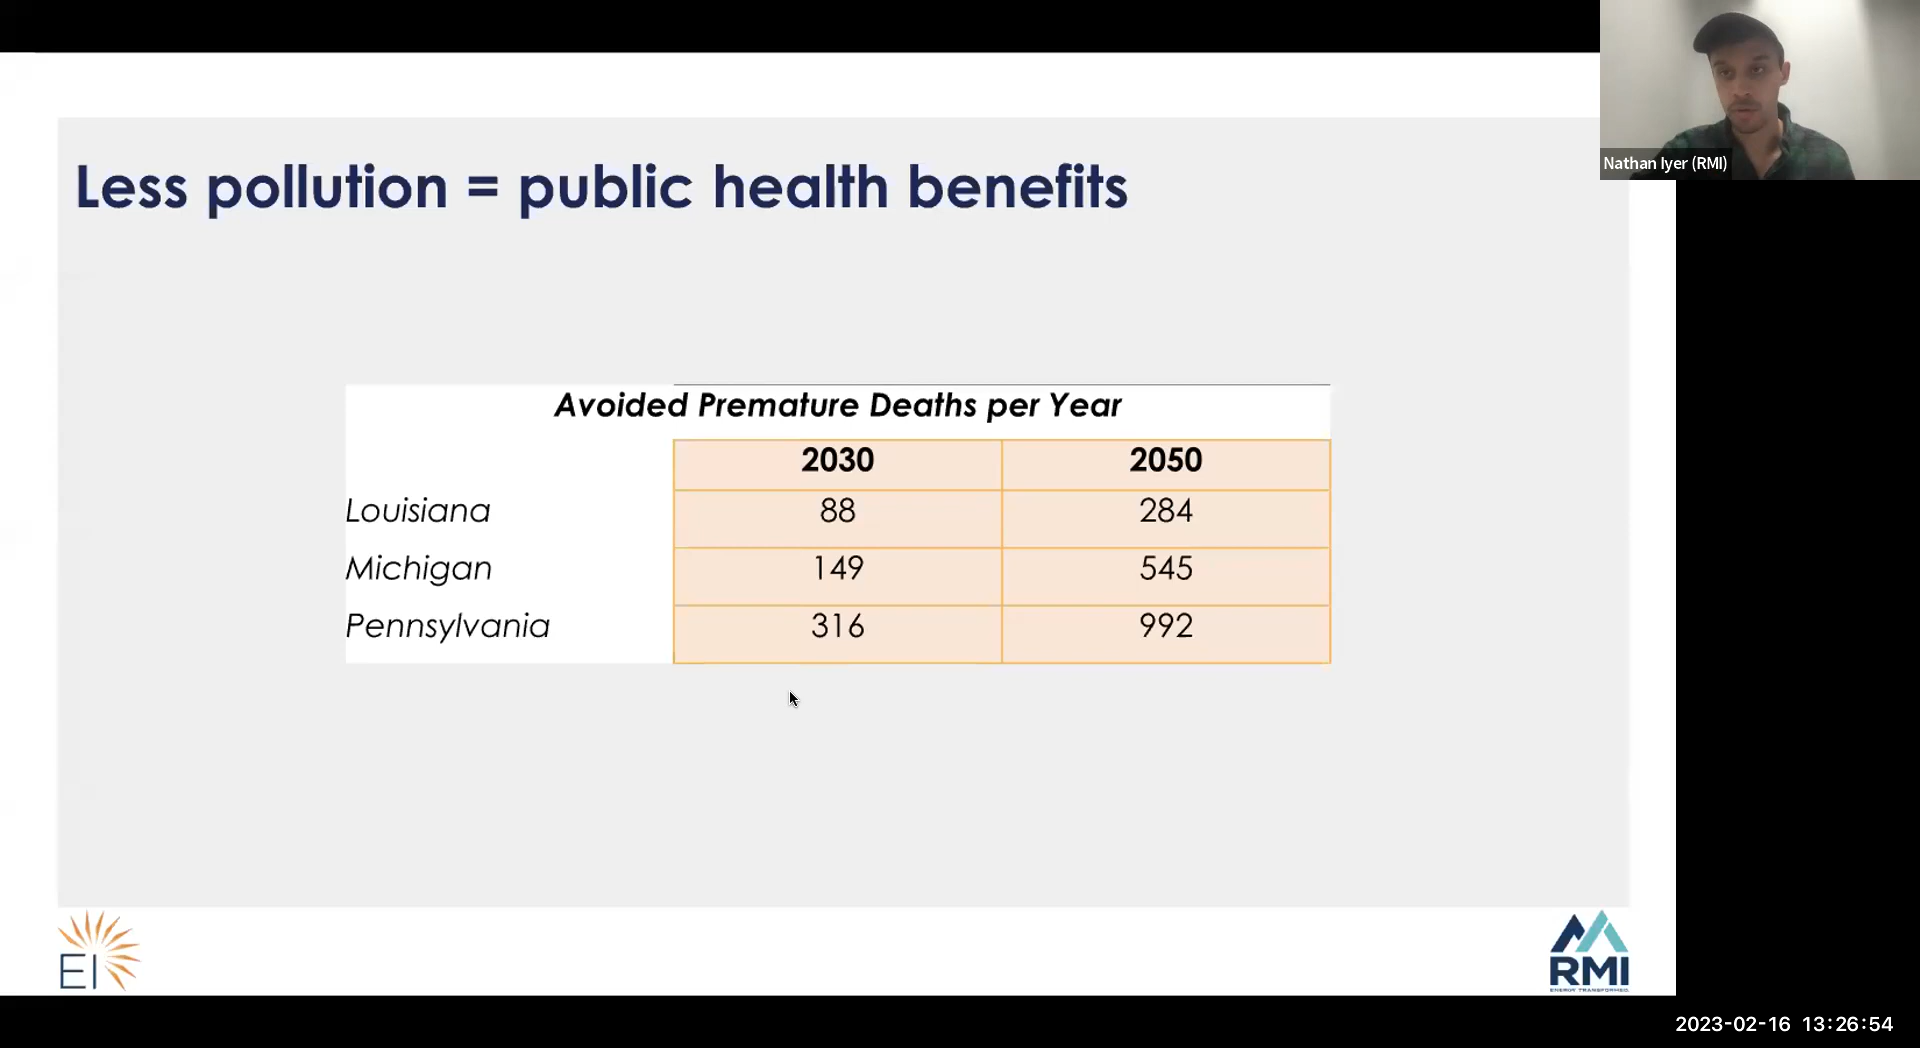 Nathan Iyer (RMI)
Less pollution = public health benefits
Avoided Premature Deaths per Year
2030 2050
Louisiana 88 284
Michigan 149 545
Pennsylvania 316 992
EI
RMI
ENERGY. TRANSFORMED.
2023-02-16 13:26:54